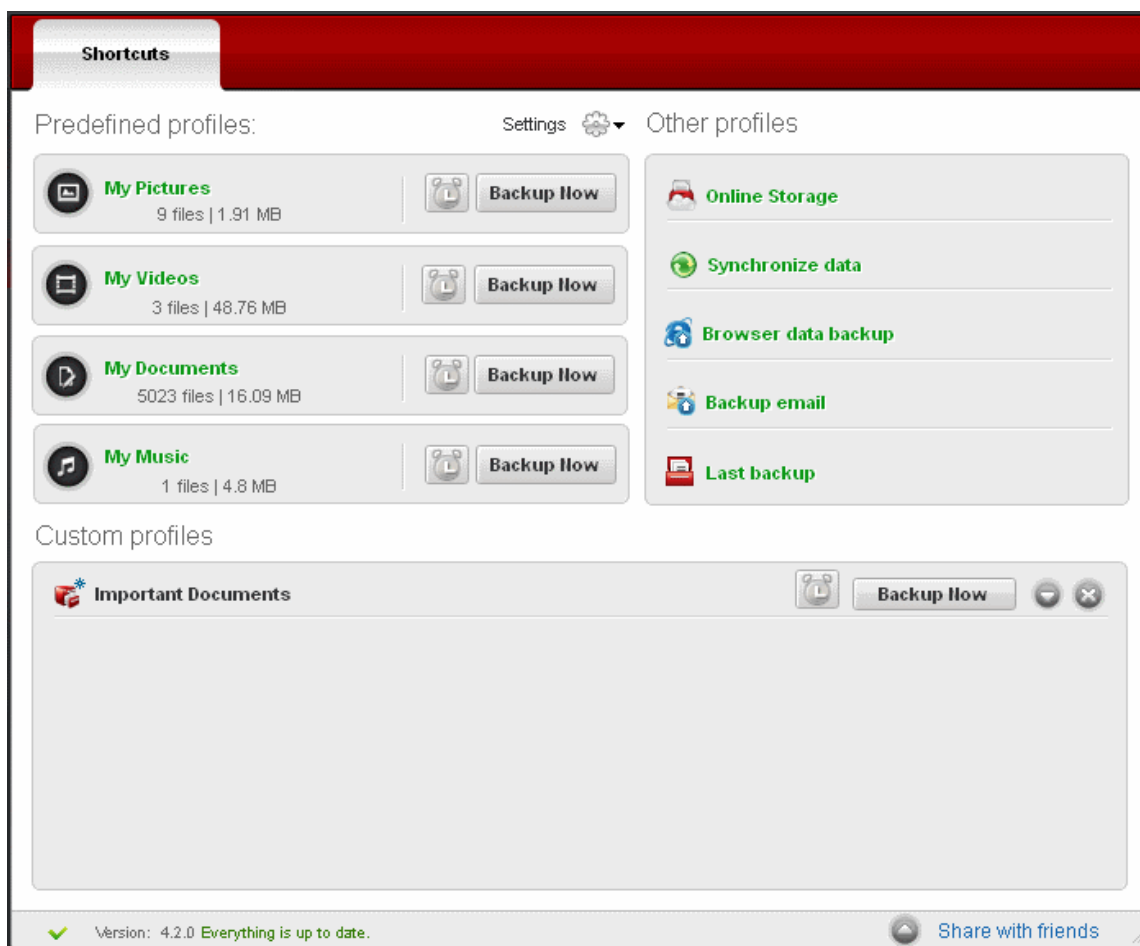 Shortcuts
Predefined profiles:
Settings
Other profiles
My Pictures
9 files | 1.91 MB
Backup Now
My Videos
3 files | 48.76 MB
Backup Now
My Documents
5023 files | 16.09 MB
Backup Now
My Music
1 files | 4.8 MB
Backup Now
Online Storage
Synchronize data
Browser data backup
Backup email
Last backup
Custom profiles
Important Documents
Backup Now
Version: 4.2.0 Everything is up to date.
Share with friends